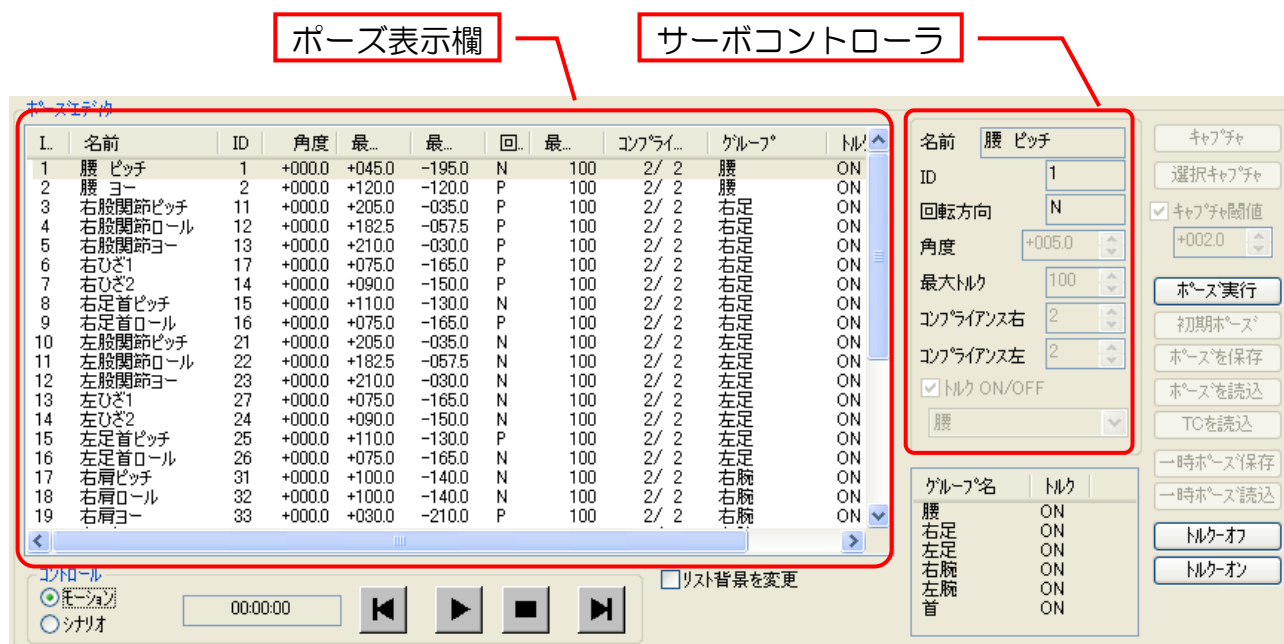 ポーズ表示欄 サーボコントローラ
ポーズエディタ
I.. 名前 ID 角度 最... 最... 回.. 最... コンプライ... グループ トル
1 腰 ピッチ 1 +000.0 +045.0 -195.0 N 100 2/ 2 腰 ON
2 腰 ヨー 2 +000.0 +120.0 -120.0 P 100 2/ 2 腰 ON
3 右股関節ピッチ 11 +000.0 +205.0 -035.0 P 100 2/ 2 右足 ON
4 右股関節ロール 12 +000.0 +182.5 -057.5 P 100 2/ 2 右足 ON
5 右股関節ヨー 13 +000.0 +210.0 -030.0 P 100 2/ 2 右足 ON
6 右ひざ1 17 +000.0 +075.0 -165.0 P 100 2/ 2 右足 ON
7 右ひざ2 14 +000.0 +090.0 -150.0 P 100 2/ 2 右足 ON
8 右足首ピッチ 15 +000.0 +110.0 -130.0 N 100 2/ 2 右足 ON
9 右足首ロール 16 +000.0 +075.0 -165.0 P 100 2/ 2 右足 ON
10 左股関節ピッチ 21 +000.0 +205.0 -035.0 N 100 2/ 2 左足 ON
11 左股関節ロール 22 +000.0 +182.5 -057.5 N 100 2/ 2 左足 ON
12 左股関節ヨー 23 +000.0 +210.0 -030.0 N 100 2/ 2 左足 ON
13 左ひざ1 27 +000.0 +075.0 -165.0 N 100 2/ 2 左足 ON
14 左ひざ2 24 +000.0 +090.0 -150.0 N 100 2/ 2 左足 ON
15 左足首ピッチ 25 +000.0 +110.0 -130.0 P 100 2/ 2 左足 ON
16 左足首ロール 26 +000.0 +075.0 -165.0 N 100 2/ 2 左足 ON
17 右肩ピッチ 31 +000.0 +100.0 -140.0 N 100 2/ 2 右腕 ON
18 右肩ロール 32 +000.0 +100.0 -140.0 N 100 2/ 2 右腕 ON
19 右肩ヨー 33 +000.0 +030.0 -210.0 P 100 2/ 2 右腕 ON
名前 腰 ピッチ
ID 1
回転方向 N
角度 +005.0
最大トルク 100
コンプライアンス右 2
コンプライアンス左 2
トルク ON/OFF
腰
グループ名 トルク
腰 ON
右足 ON
左足 ON
右腕 ON
左腕 ON
首 ON
キャプチャ
選択キャプチャ
キャプチャ閾値
+002.0
ポーズ実行
初期ポーズ
ポーズを保存
ポーズを読込
TCを読込
一時ポーズ保存
一時ポーズ読込
トルクーオフ
トルクーオン
コントロール
モーション
シナリオ
00:00:00
リスト背景を変更